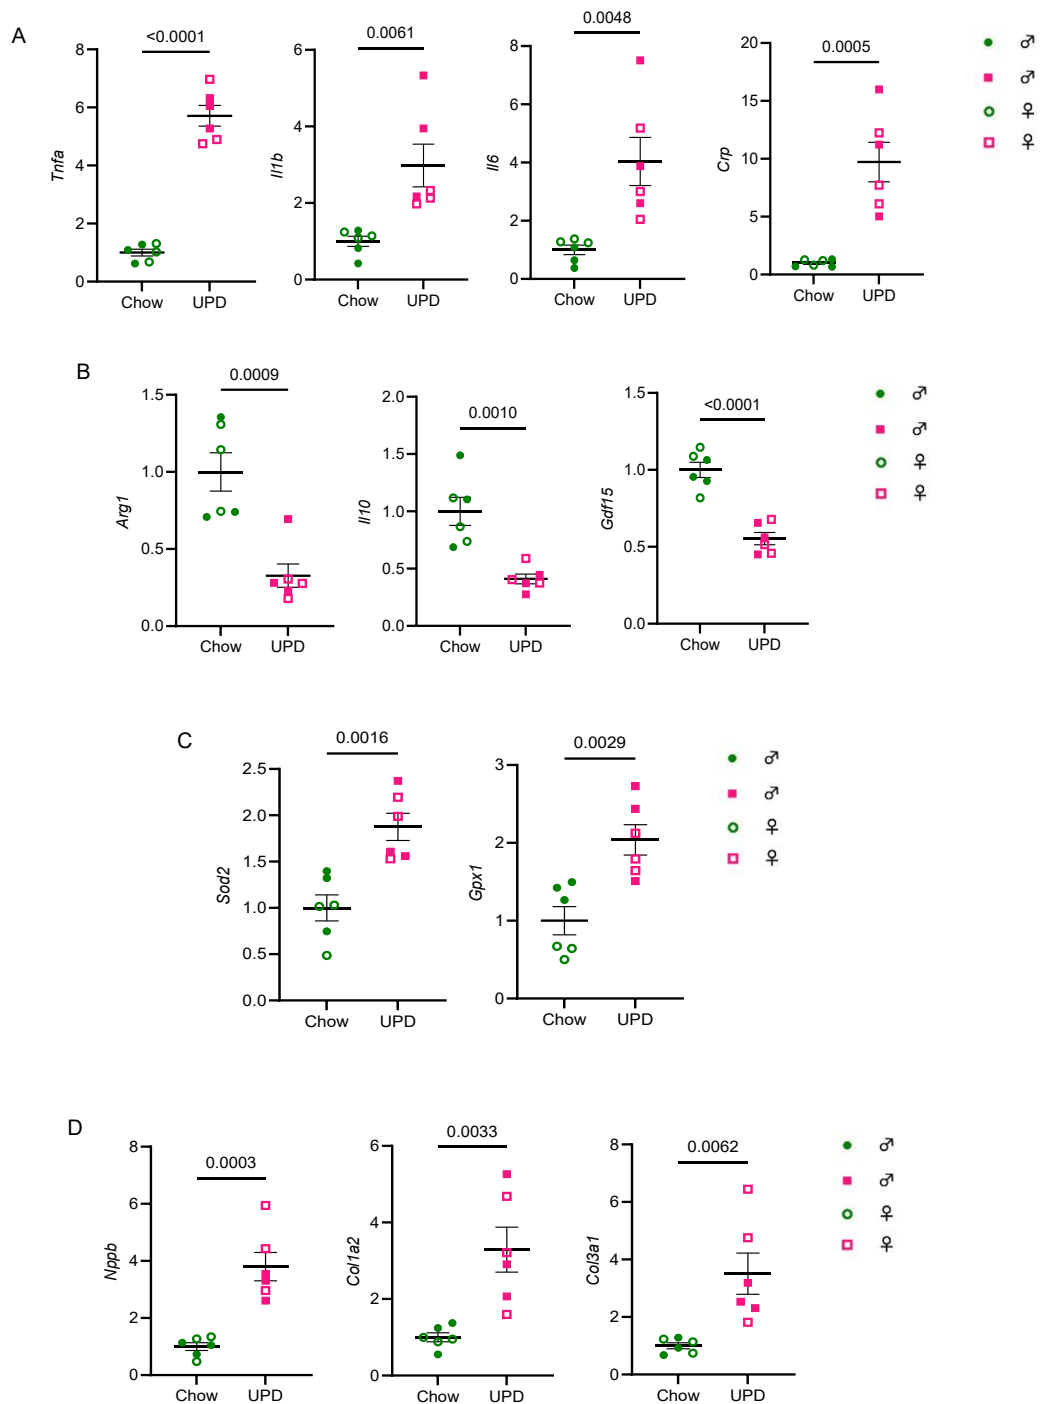 A
<0.0001
0.0061
0.0048
0.0005
Tnfa
8
6
4
2
0
Chow
UPD
Il1b
6
4
2
0
Chow
UPD
Il6
8
6
4
2
0
Chow
UPD
Crp
20
15
10
5
0
Chow
UPD
♂
♂
♀
♀
B
0.0009
0.0010
<0.0001
Arg1
1.5
1.0
0.5
0.0
Chow
UPD
Il10
2.0
1.5
1.0
0.5
0.0
Chow
UPD
Gdf15
1.5
1.0
0.5
0.0
Chow
UPD
♂
♂
♀
♀
C
0.0016
0.0029
Sod2
2.5
2.0
1.5
1.0
0.5
0.0
Chow
UPD
Gpx1
3
2
1
0
Chow
UPD
♂
♂
♀
♀
D
0.0003
0.0033
0.0062
Nppb
8
6
4
2
0
Chow
UPD
Col1a2
6
4
2
0
Chow
UPD
Col3a1
8
6
4
2
0
Chow
UPD
♂
♂
♀
♀